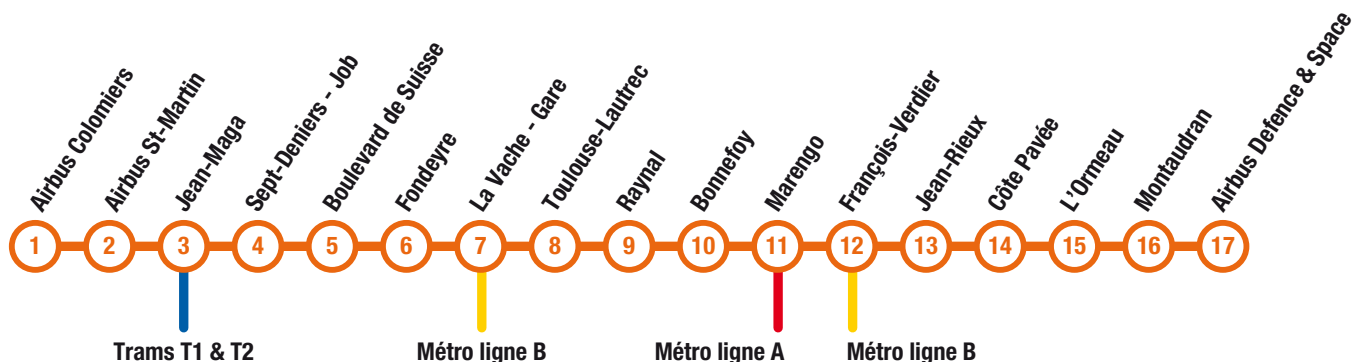 Airbus Colomiers
Airbus St-Martin
Jean-Maga
Sept-Deniers - Job
Boulevard de Suisse
Fondeyre
La Vache - Gare
Toulouse-Lautrec
Raynal
Bonnefoy
Marengo
François-Verdier
Jean-Rieux
Côte Pavée
L'Ormeau
Montaudran
Airbus Defence & Space
1 2 3 4 5 6 7 8 9 10 11 12 13 14 15 16 17
Trams T1 & T2 Métro ligne B Métro ligne A Métro ligne B